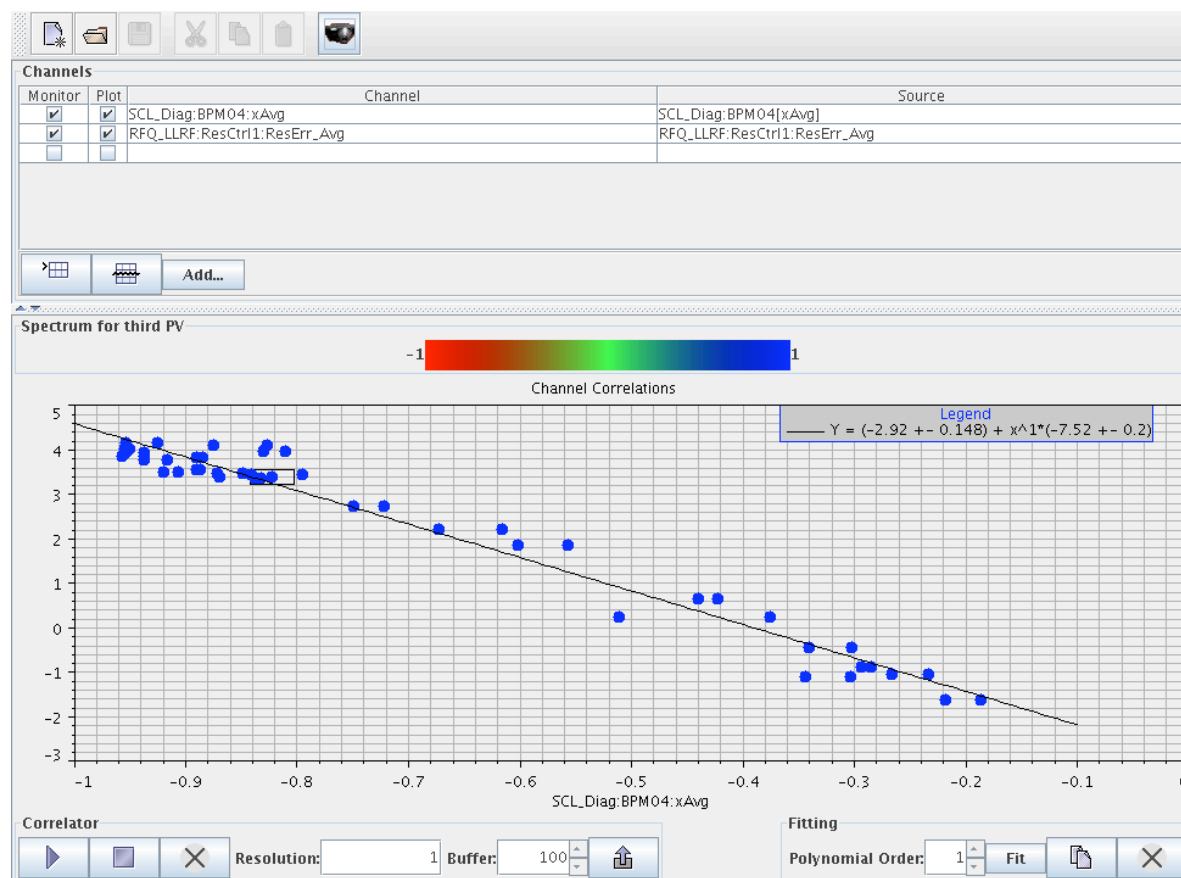 Channels
Monitor Plot Channel Source
SCL_Diag:BPM04:xAvg SCL_Diag:BPM04[xAvg]
RFQ_LLRF:ResCtrl1:ResErr_Avg RFQ_LLRF:ResCtrl1:ResErr_Avg
Add...
Spectrum for third PV
-1 1
Channel Correlations
Legend
Y = (-2.92 +- 0.148) + x^1*(-7.52 +- 0.2)
5
4
3
2
1
0
-1
-2
-3
-1 -0.9 -0.8 -0.7 -0.6 -0.5 -0.4 -0.3 -0.2 -0.1
SCL_Diag:BPM04:xAvg
Correlator Fitting
Resolution: 1 Buffer: 100 Polynomial Order: 1 Fit